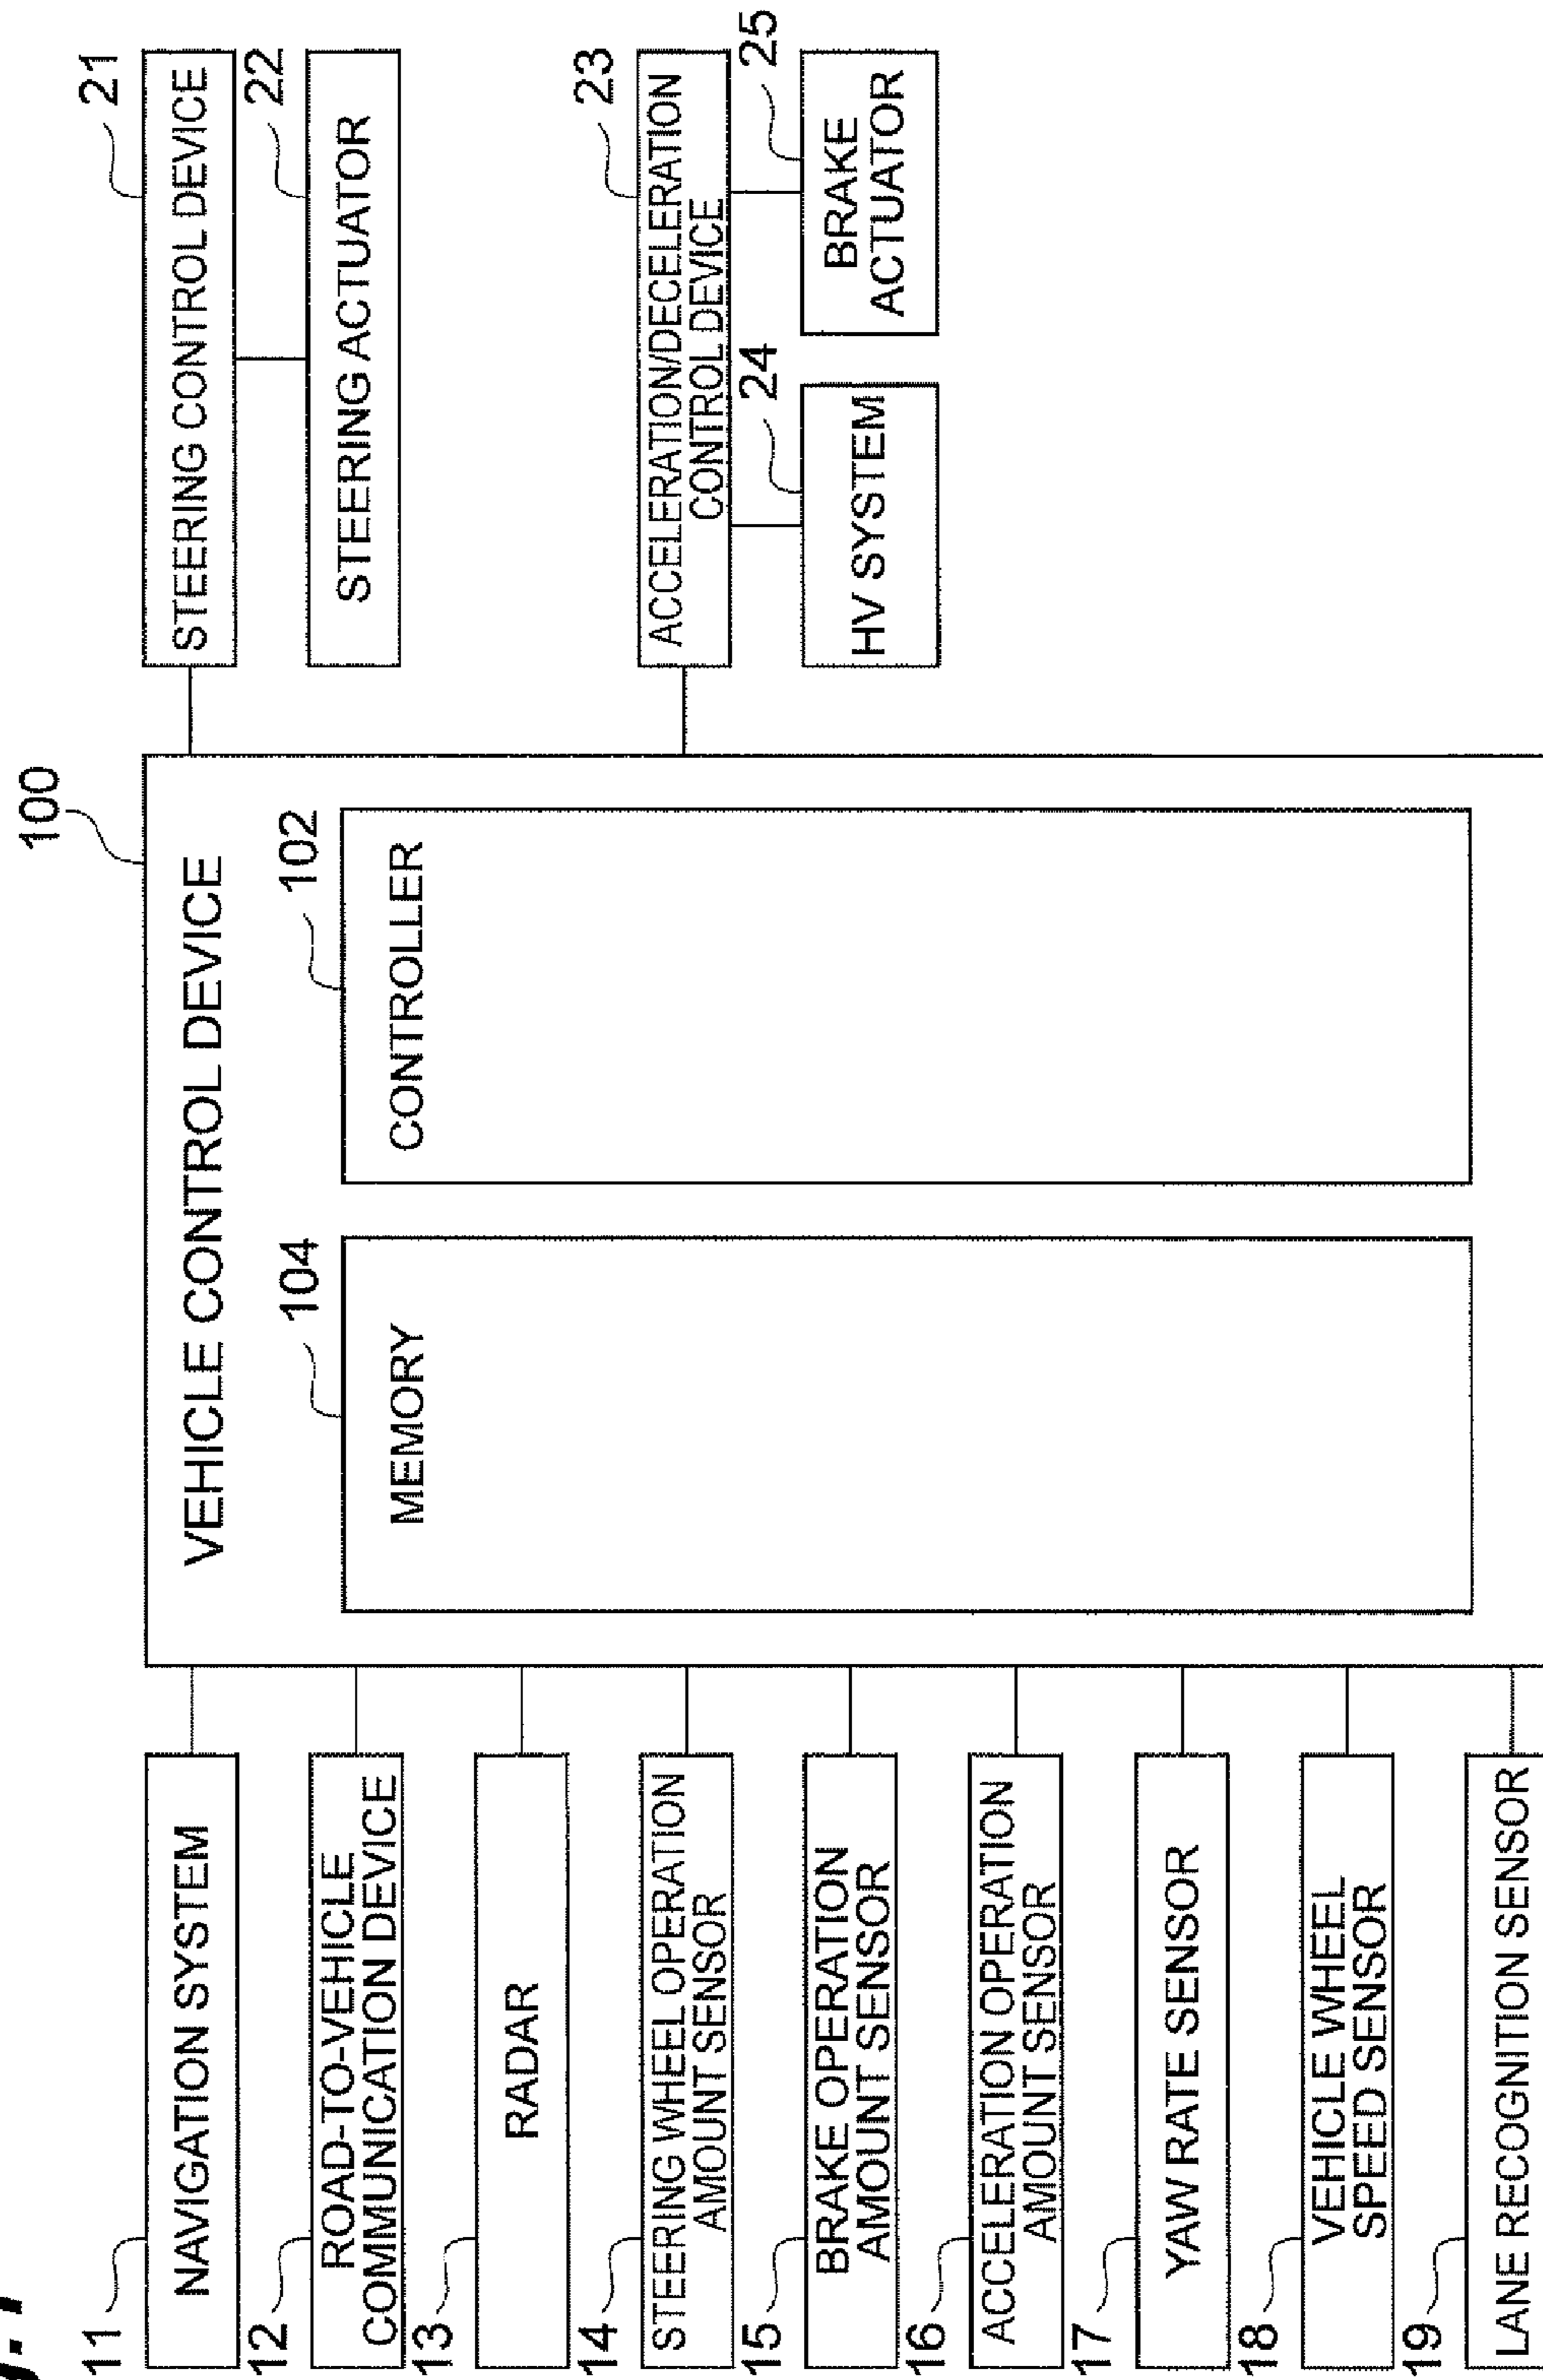 100
VEHICLE CONTROL DEVICE
104
MEMORY
102
CONTROLLER
11
NAVIGATION SYSTEM
12
ROAD-TO-VEHICLE
COMMUNICATION DEVICE
13
RADAR
14
STEERING WHEEL OPERATION
AMOUNT SENSOR
15
BRAKE OPERATION
AMOUNT SENSOR
16
ACCELERATION OPERATION
AMOUNT SENSOR
17
YAW RATE SENSOR
18
VEHICLE WHEEL
SPEED SENSOR
19
LANE RECOGNITION SENSOR
21
STEERING CONTROL DEVICE
22
STEERING ACTUATOR
23
ACCELERATION/DECELERATION
CONTROL DEVICE
24
HV SYSTEM
25
BRAKE
ACTUATOR